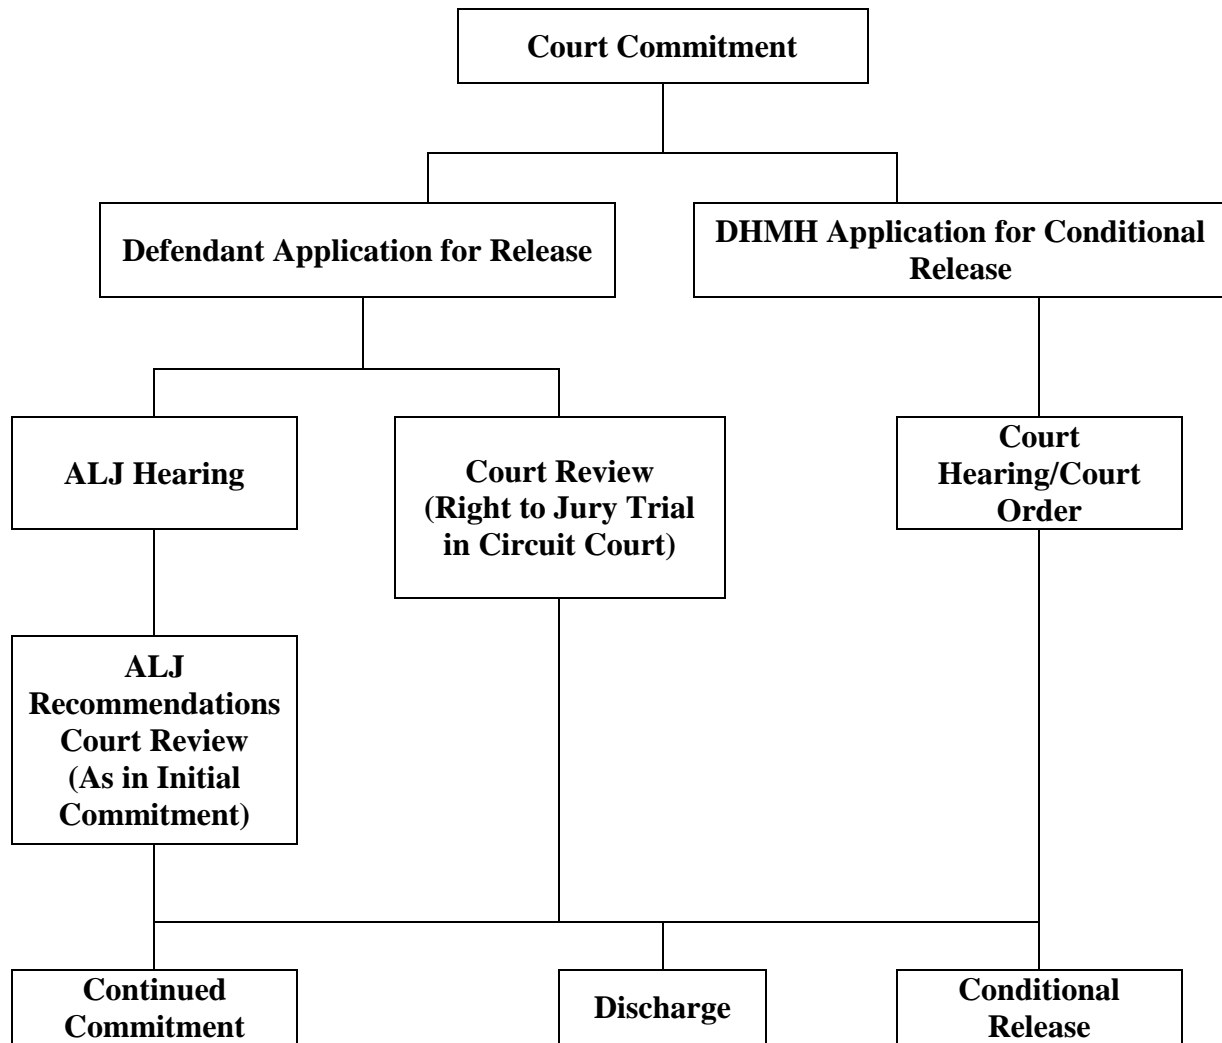 Court Commitment
Defendant Application for Release
DHMH Application for Conditional
Release
ALJ Hearing
Court Review
(Right to Jury Trial
in Circuit Court)
Court
Hearing/Court
Order
ALJ
Recommendations
Court Review
(As in Initial
Commitment)
Continued
Commitment
Discharge
Conditional
Release